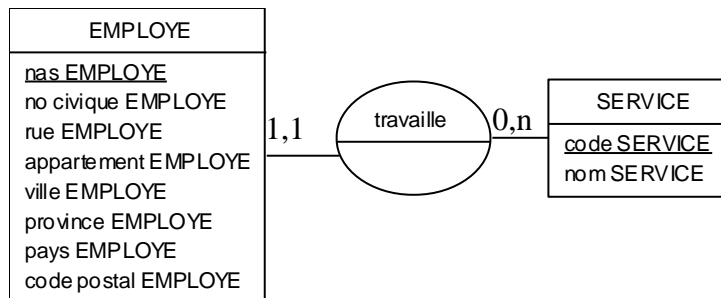 EMPLOYE
nas EMPLOYE
no civique EMPLOYE
rue EMPLOYE
appartement EMPLOYE
ville EMPLOYE
province EMPLOYE
pays EMPLOYE
code postal EMPLOYE
1,1
travaille
0,n
SERVICE
code SERVICE
nom SERVICE